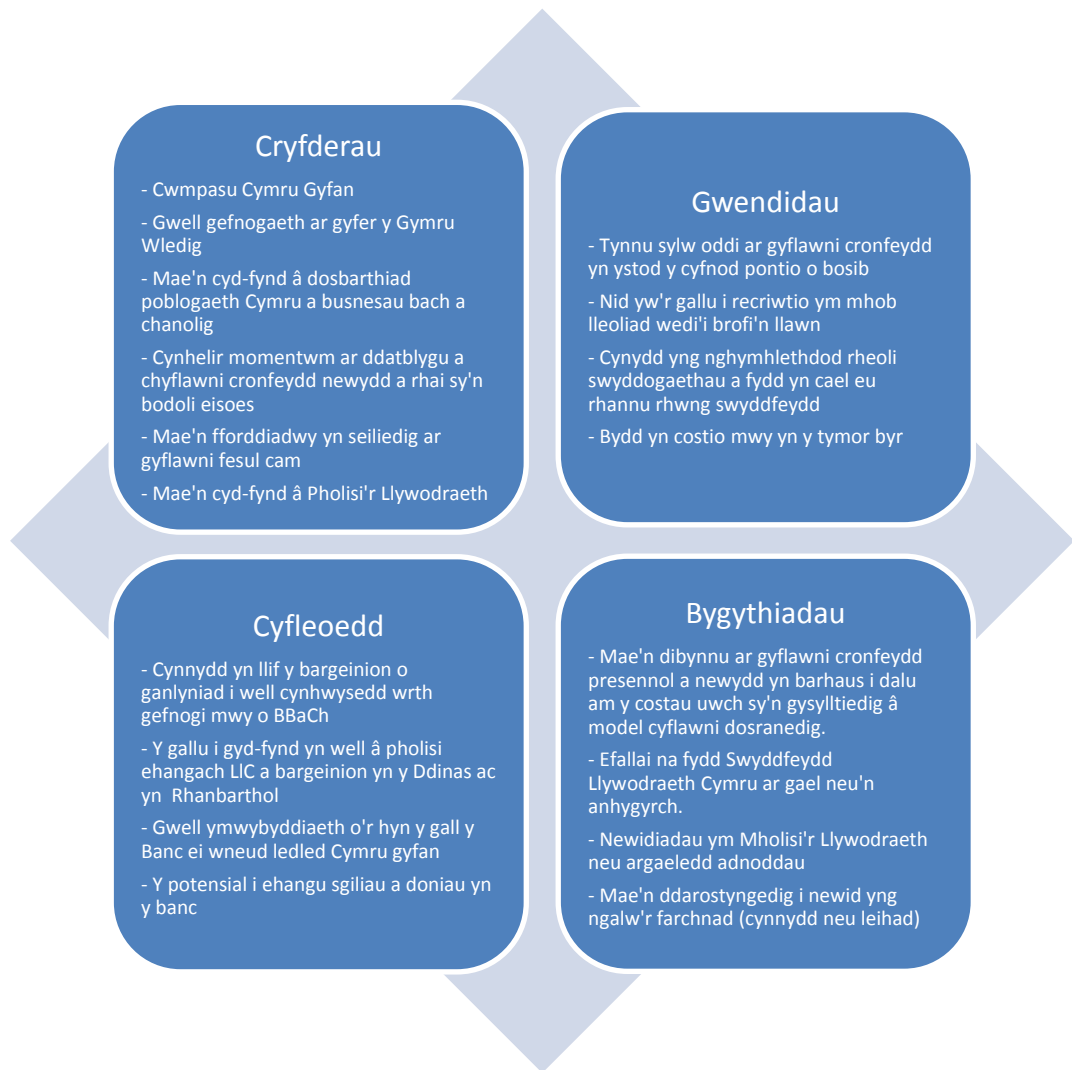 Cryfderau
- Cwmpasu Cymru Gyfan
- Gwell gefnogaeth ar gyfer y Gymru
Wledig
- Mae'n cyd-fynd â dosbarthiad
poblogaeth Cymru a busnesau bach a
chanolig
- Cynhelir momentwm ar ddatblygu a
chyflawni cronfeydd newydd a rhai sy'n
bodoli eisoes
- Mae'n fforddiadwy yn seiliedig ar
gyflawni fesul cam
- Mae'n cyd-fynd â Pholisi'r Llywodraeth
Gwendidau
- Tynnu sylw oddi ar gyflawni cronfeydd
yn ystod y cyfnod pontio o bosib
- Nid yw'r gallu i recriwtio ym mhob
lleoliad wedi'i brofi'n llawn
- Cynydd yng nghymhlethdod rheoli
swyddogaethau a fydd yn cael eu
rhannu rhwng swyddfeydd
- Bydd yn costio mwy yn y tymor byr
Cyfleoedd
- Cynnydd yn llif y bargeinion o
ganlyniad i well cynhwysedd wrth
gefnogi mwy o BBaCh
- Y gallu i gyd-fynd yn well â pholisi
ehangach LlC a bargeinion yn y Ddinas ac
yn  Rhanbarthol
- Gwell ymwybyddiaeth o'r hyn y gall y
Banc ei wneud ledled Cymru gyfan
- Y potensial i ehangu sgiliau a doniau yn
y banc
Bygythiadau
- Mae'n dibynnu ar gyflawni cronfeydd
presennol a newydd yn barhaus i dalu
am y costau uwch sy'n gysylltiedig â
model cyflawni dosranedig.
- Efallai na fydd Swyddfeydd
Llywodraeth Cymru ar gael neu'n
anhygyrch.
- Newidiadau ym Mholisi'r Llywodraeth
neu argaeledd adnoddau
- Mae'n ddarostyngedig i newid yng
ngalw'r farchnad (cynnydd neu leihad)